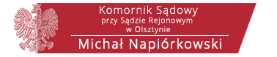 Komornik Sądowy
przy Sądzie Rejonowym
w Olsztynie
Michał Napiórkowski